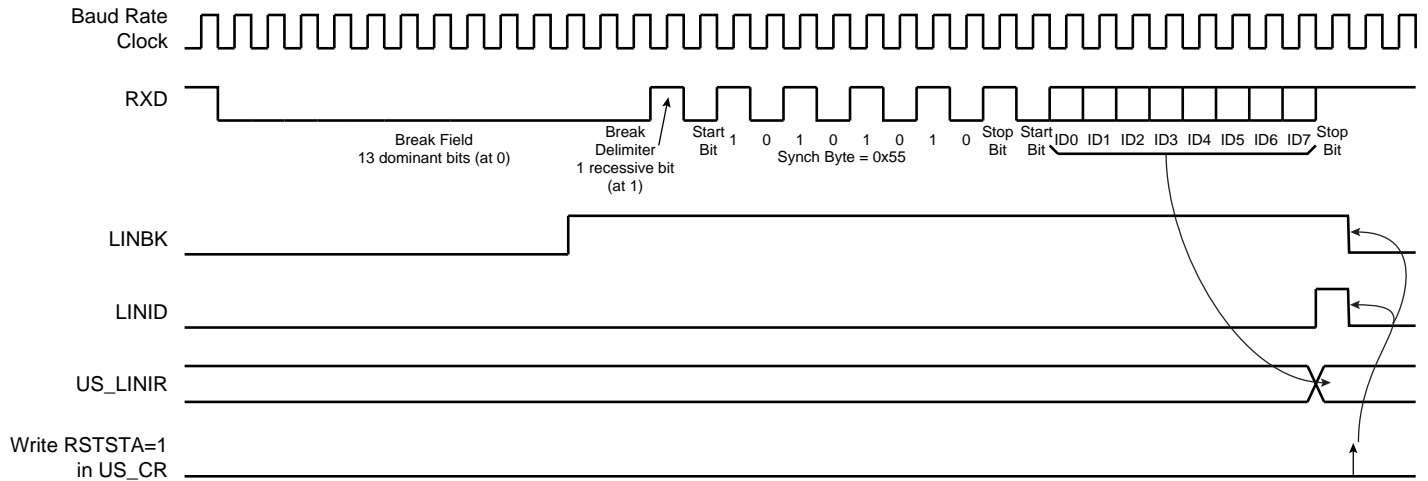 Baud Rate
Clock
RXD
Break Field
13 dominant bits (at 0)
Break
Delimiter
1 recessive bit
(at 1)
Start
Bit
1 0 1 0 1 0 1 0
Synch Byte = 0x55
Stop
Bit
Start
Bit
ID0 ID1 ID2 ID3 ID4 ID5 ID6 ID7
Stop
Bit
LINBK
LINID
US_LINIR
Write RSTSTA=1
in US_CR